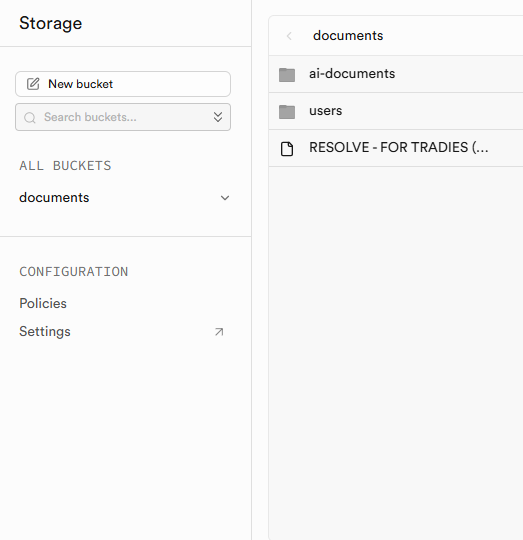 Storage
New bucket
Search buckets...
ALL BUCKETS
documents
CONFIGURATION
Policies
Settings
documents
ai-documents
users
RESOLVE - FOR TRADIES (...